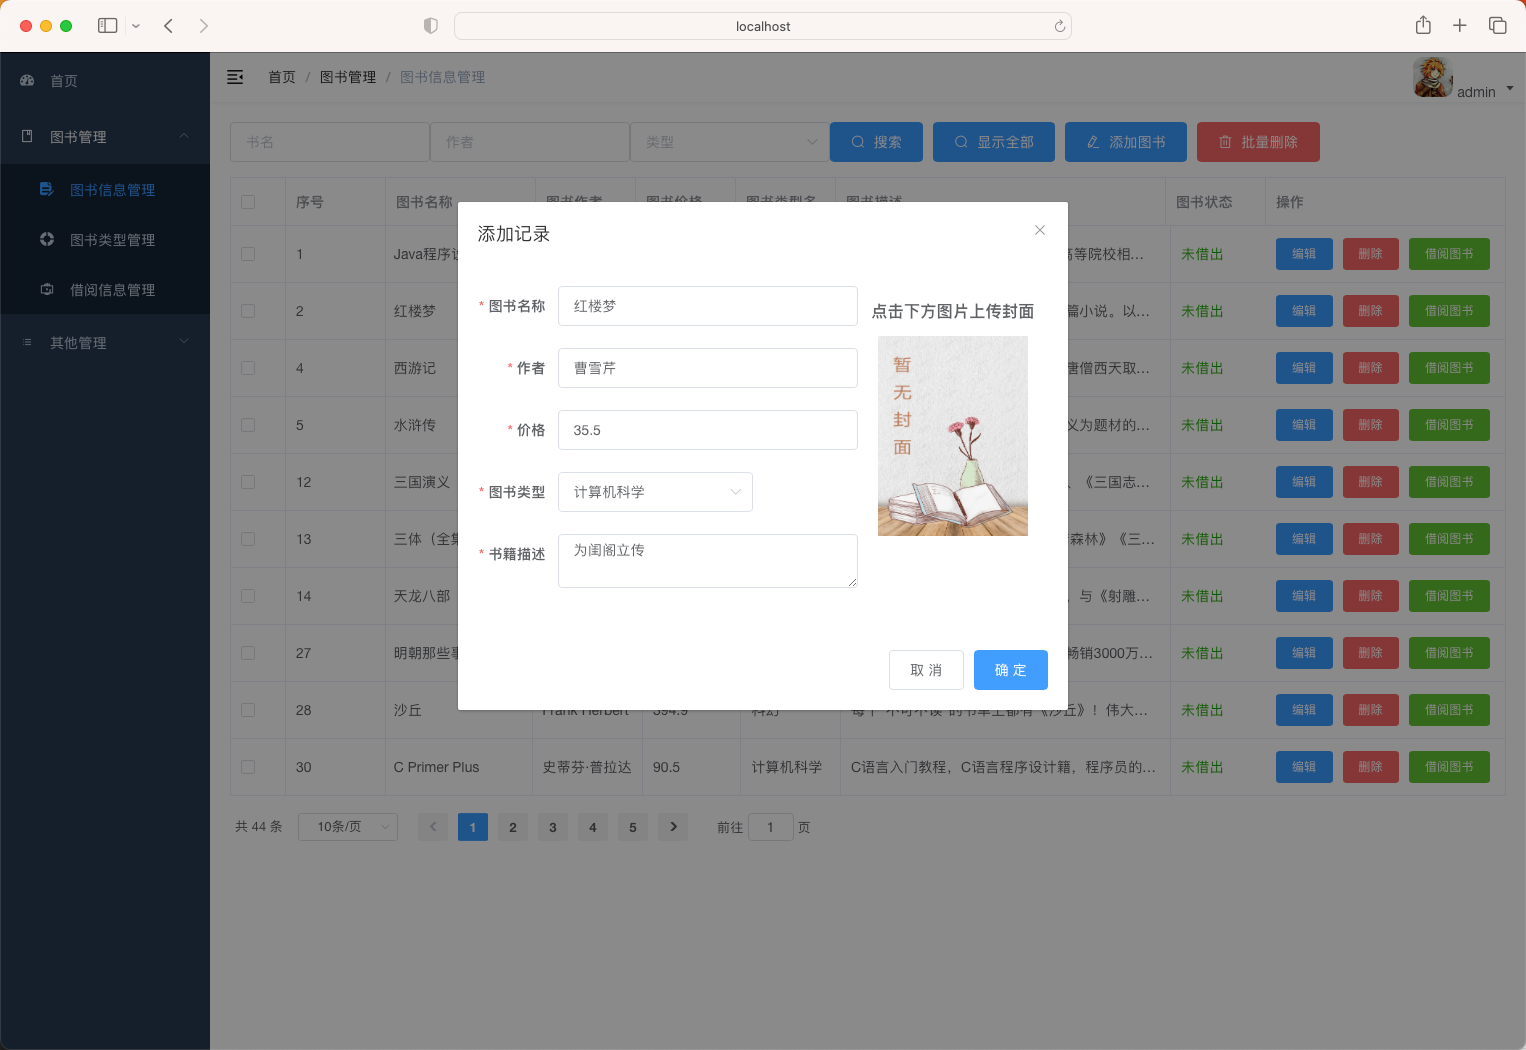 localhost
首页
图书管理
图书信息管理
图书类型管理
借阅信息管理
其他管理
首页 / 图书管理 / 图书信息管理
admin
书名 作者 类型 搜索 显示全部 添加图书 批量删除
序号 图书名称 图书作者 图书价格 图书类型名 图书描述 图书状态 操作
添加记录
* 图书名称 红楼梦
* 作者 曹雪芹
* 价格 35.5
* 图书类型 计算机科学
* 书籍描述 为闺阁立传
点击下方图片上传封面
暂无封面
取 消 确 定
1 Java程序设 高等院校相... 未借出 编辑 删除 借阅图书
2 红楼梦 篇小说。以... 未借出 编辑 删除 借阅图书
4 西游记 唐僧西天取... 未借出 编辑 删除 借阅图书
5 水浒传 义为题材的... 未借出 编辑 删除 借阅图书
12 三国演义 、《三国志... 未借出 编辑 删除 借阅图书
13 三体（全集 森林》《三... 未借出 编辑 删除 借阅图书
14 天龙八部 ，与《射雕... 未借出 编辑 删除 借阅图书
27 明朝那些事 畅销3000万... 未借出 编辑 删除 借阅图书
28 沙丘 Frank Herbert 394.9 科幻 每个“不可不读”的书单上都有《沙丘》！伟大... 未借出 编辑 删除 借阅图书
30 C Primer Plus 史蒂芬·普拉达 90.5 计算机科学 C语言入门教程，C语言程序设计籍，程序员的... 未借出 编辑 删除 借阅图书
共 44 条 10条/页 1 2 3 4 5 前往 1 页